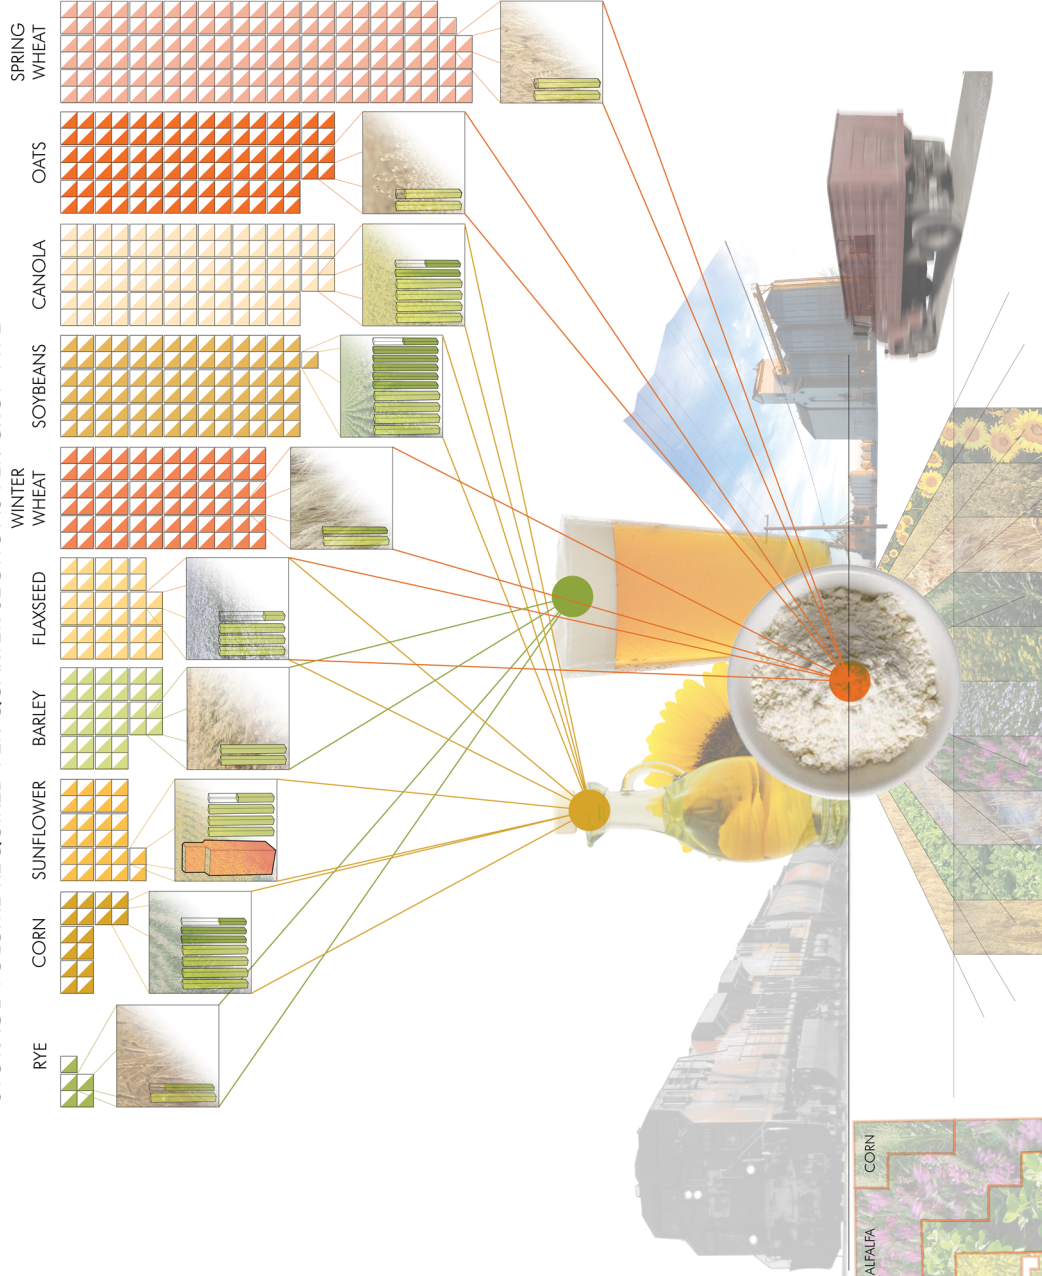 SPRING
WHEAT
OATS
CANOLA
SOYBEANS
WINTER
WHEAT
FLAXSEED
BARLEY
SUNFLOWER
CORN
RYE
CORN
ALFALFA